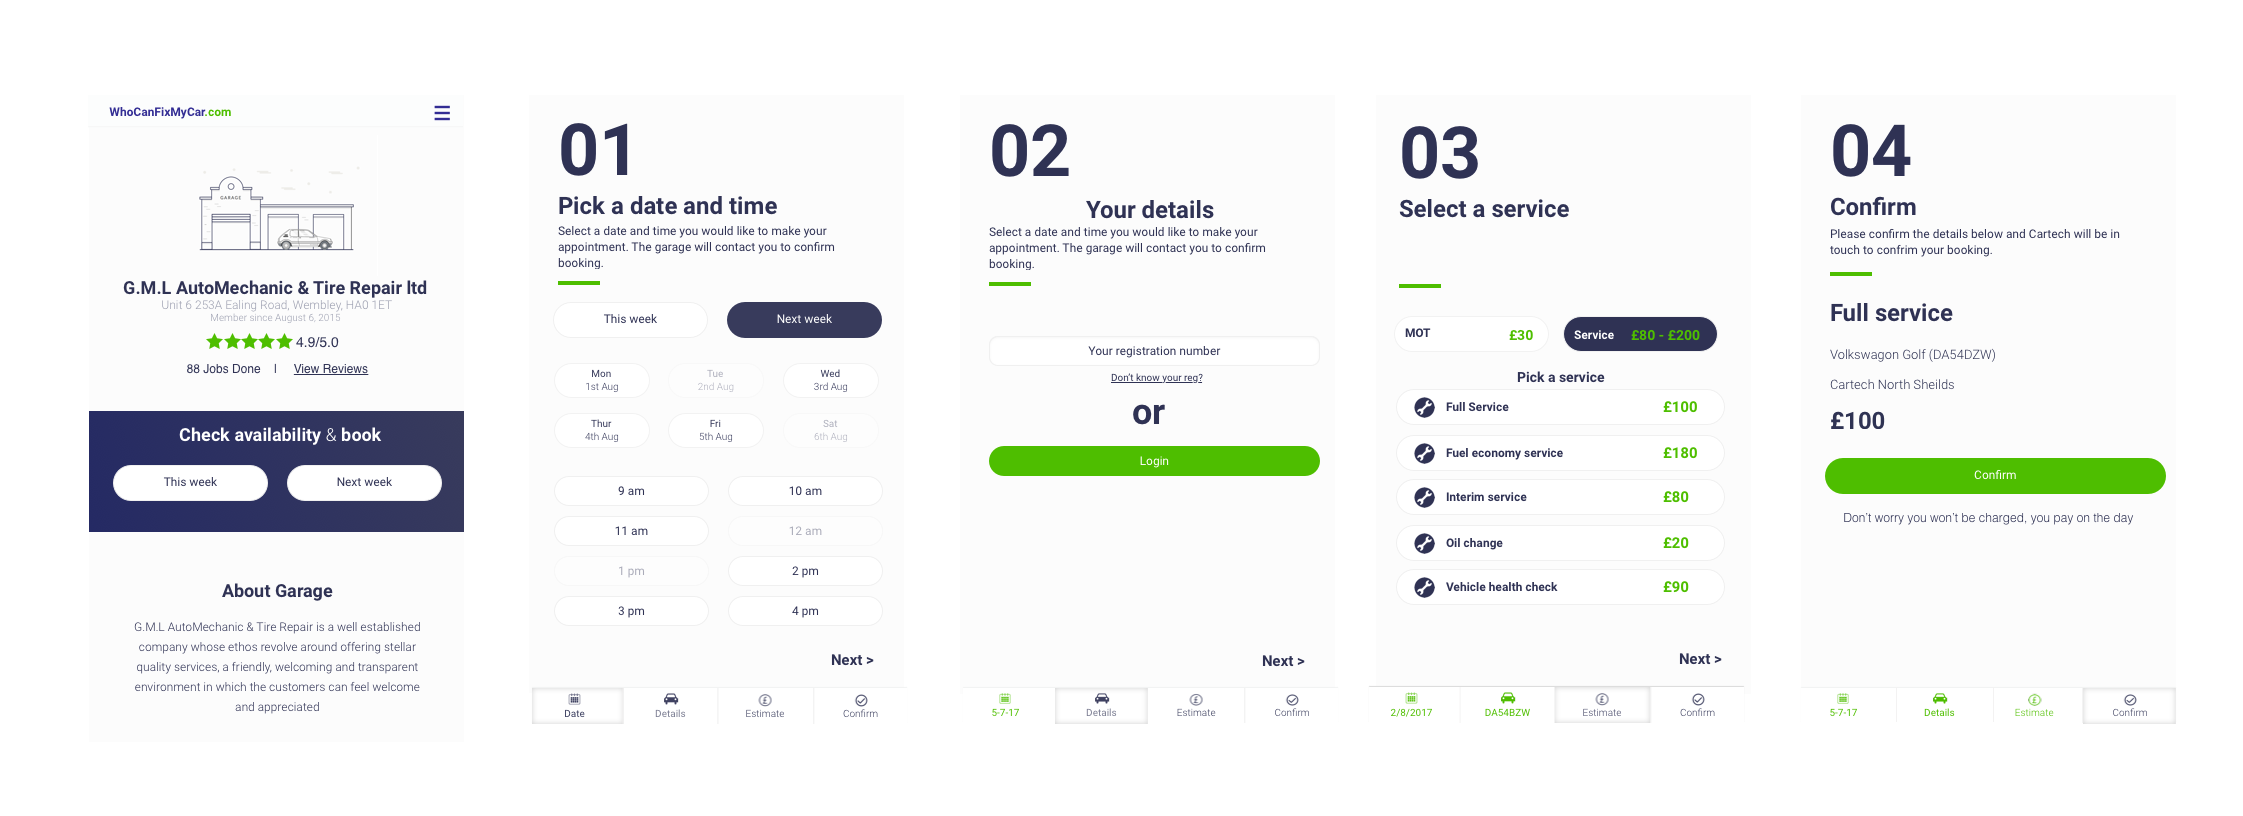 WhoCanFixMyCar.com
GARAGE
G.M.L AutoMechanic & Tire Repair ltd
Unit 6 253A Ealing Road, Wembley, HA0 1ET
Member since August 6, 2015
4.9/5.0
88 Jobs Done | View Reviews
Check availability & book
This week Next week
About Garage
G.M.L AutoMechanic & Tire Repair is a well established
company whose ethos revolve around offering stellar
quality services, a friendly, welcoming and transparent
environment in which the customers can feel welcome
and appreciated
01
Pick a date and time
Select a date and time you would like to make your
appointment. The garage will contact you to confirm
booking.
This week Next week
Mon Tue Wed
1st Aug 2nd Aug 3rd Aug
Thur Fri Sat
4th Aug 5th Aug 6th Aug
9 am 10 am
11 am 12 am
1 pm 2 pm
3 pm 4 pm
Next >
Date Details Estimate Confirm
02
Your details
Select a date and time you would like to make your
appointment. The garage will contact you to confirm
booking.
Your registration number
Don't know your reg?
or
Login
Next >
5-7-17 Details Estimate Confirm
03
Select a service
MOT £30 Service £80 - £200
Pick a service
Full Service £100
Fuel economy service £180
Interim service £80
Oil change £20
Vehicle health check £90
Next >
2/8/2017 DA54BZW Estimate Confirm
04
Confirm
Please confirm the details below and Cartech will be in
touch to confrim your booking.
Full service
Volkswagon Golf (DA54DZW)
Cartech North Sheilds
£100
Confirm
Don't worry you won't be charged, you pay on the day
5-7-17 Details Estimate Confirm